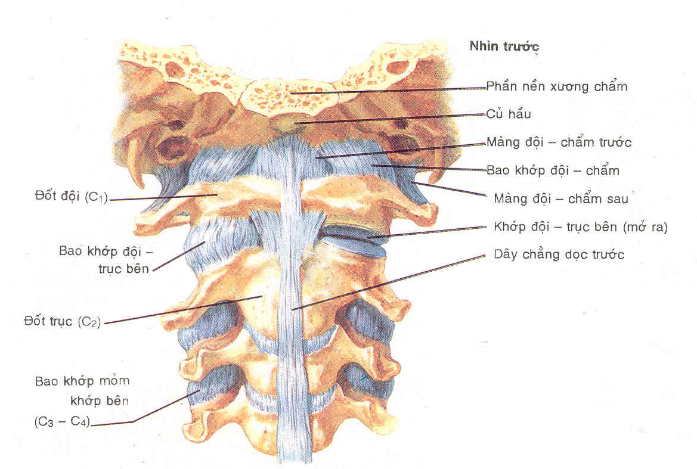 Nhìn trước
Phần nền xương chẩm
Củ hầu
Màng đội – chẩm trước
Bao khớp đội – chẩm
Màng đội – chẩm sau
Khớp đội – trục bên (mở ra)
Dây chằng dọc trước
Đốt đội (C₁)
Bao khớp đội –
trục bên
Đốt trục (C₂)
Bao khớp mỏm
khớp bên
(C₃ – C₄)